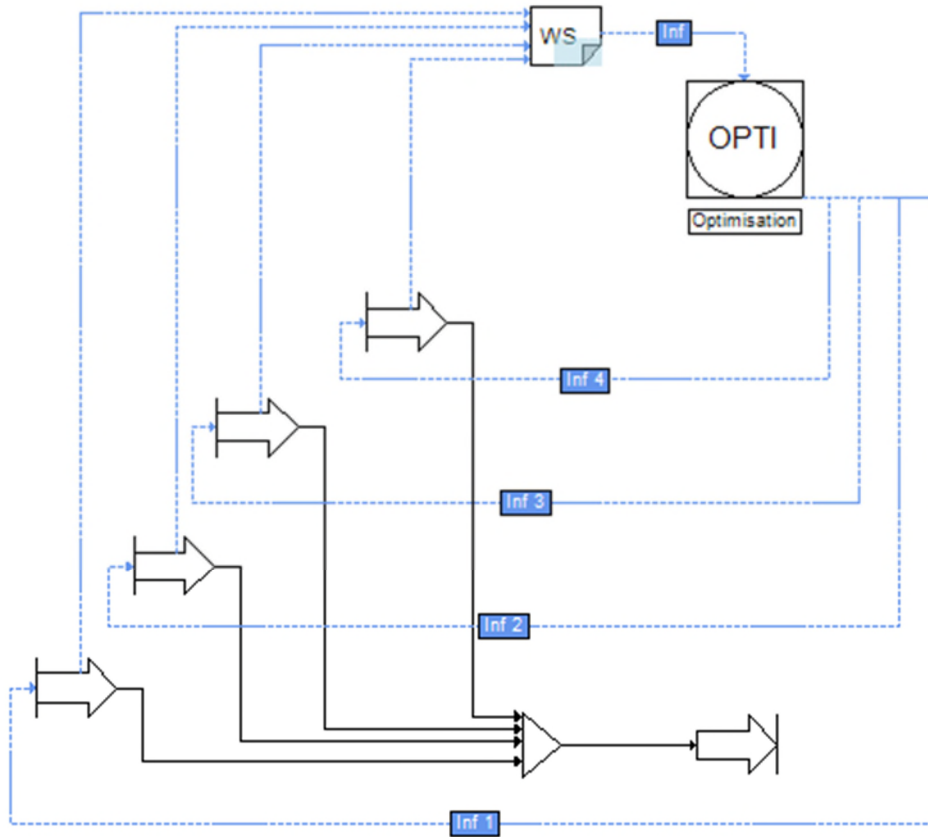 WS
Inf
OPTI
Optimisation
Inf 4
Inf 3
Inf 2
Inf 1